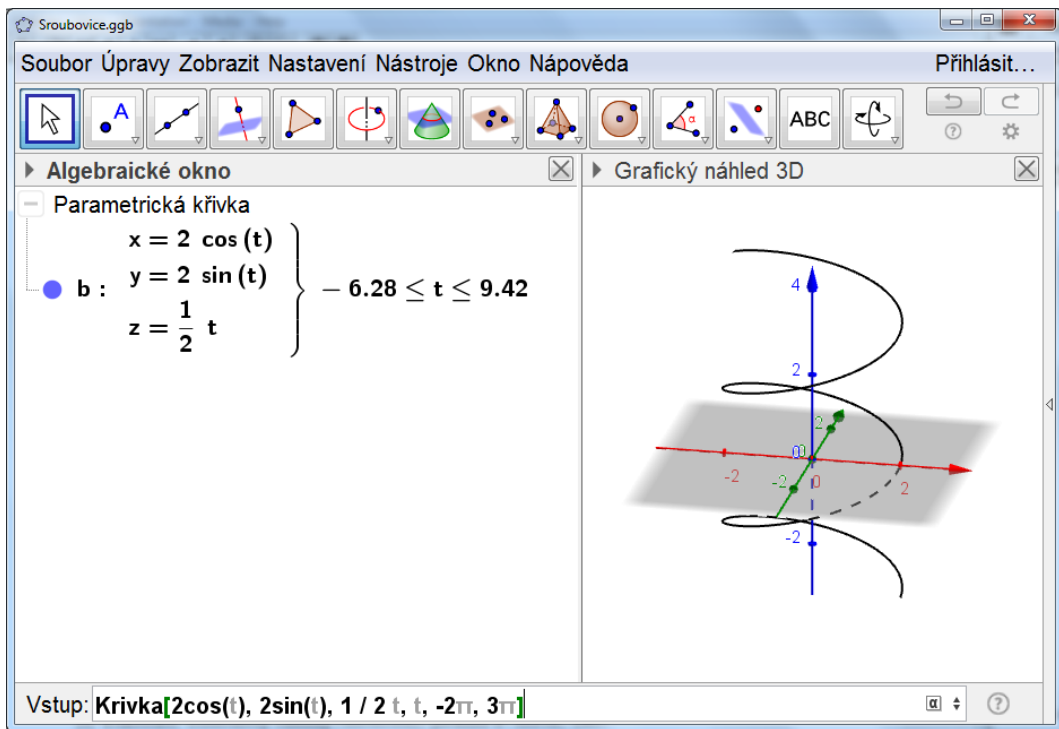 Sroubovice.ggb
Soubor Úpravy Zobrazit Nastavení Nástroje Okno Nápověda Přihlásit...
A α ABC
Algebraické okno
Parametrická křivka
x = 2 cos (t)
b : y = 2 sin (t) } − 6.28 ≤ t ≤ 9.42
z = 1/2 t
Grafický náhled 3D
4
2
2
0 0
-2 -2 0 2
-2
Vstup: Krivka[2cos(t), 2sin(t), 1 / 2 t, t, -2π, 3π] α